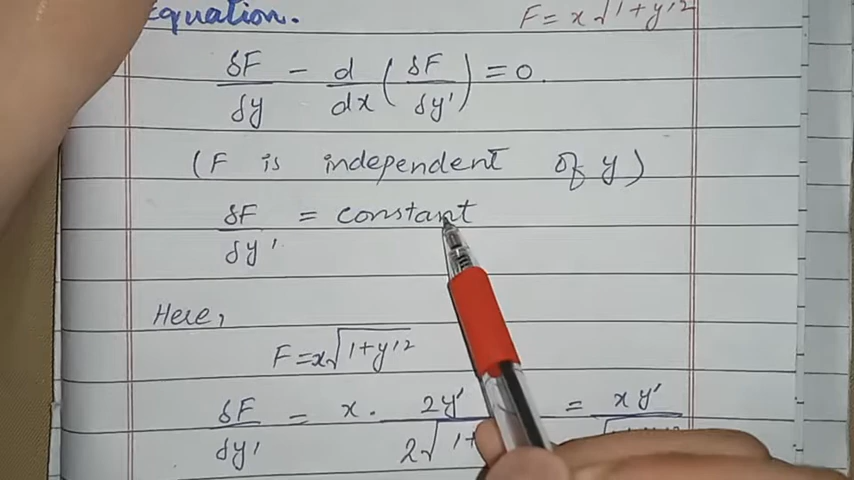 Equation.
F = x√1+y'²
δF/δy − d/dx (δF/δy') = 0.
(F is independent of y)
δF/δy' = constant
Here,
F = x√1+y'²
δF/δy' = x · 2y'/2√1+ = xy'/